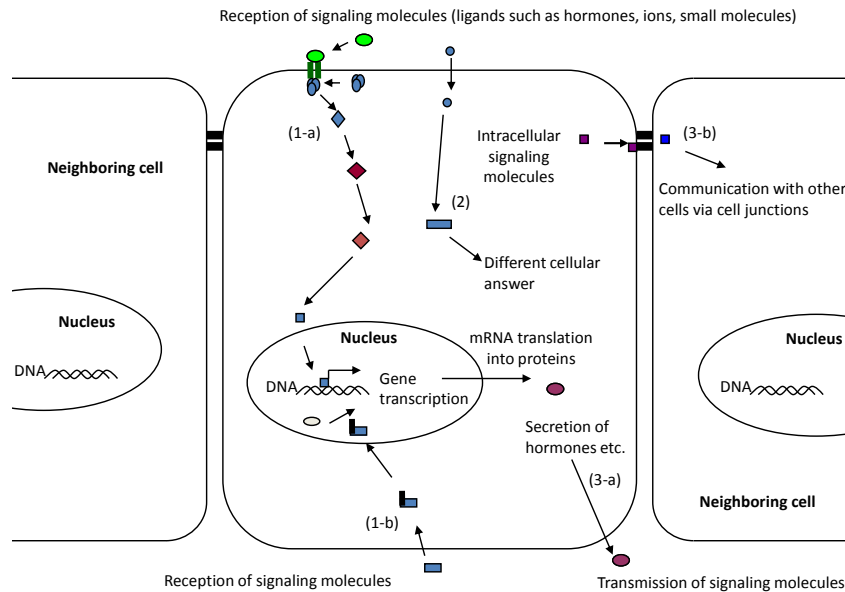 Reception of signaling molecules (ligands such as hormones, ions, small molecules)
(1-a)
Intracellular
signaling
molecules
(3-b)
Neighboring cell
(2)
Communication with other
cells via cell junctions
Different cellular
answer
Nucleus
DNA
Nucleus
mRNA translation
into proteins
DNA
Gene
transcription
Nucleus
DNA
Secretion of
hormones etc.
(3-a)
Neighboring cell
(1-b)
Reception of signaling molecules
Transmission of signaling molecules